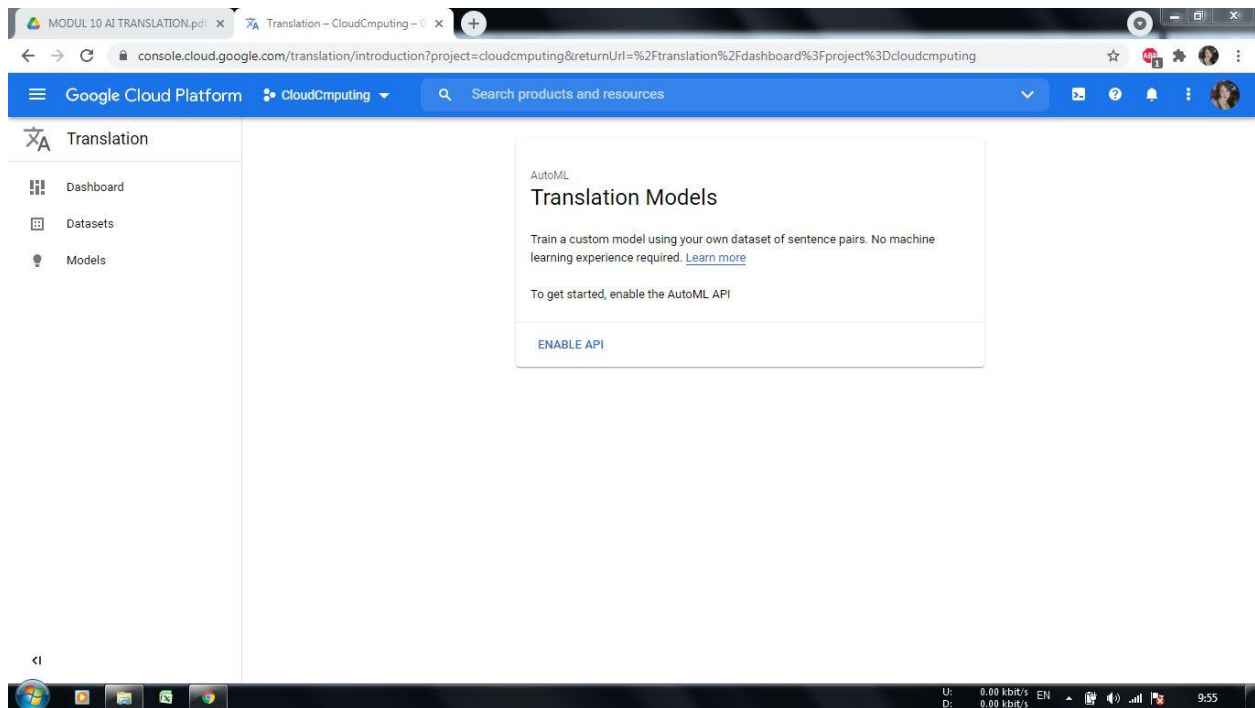 MODUL 10 AI TRANSLATION.pdf
Translation – CloudCmputing – G
console.cloud.google.com/translation/introduction?project=cloudcmputing&returnUrl=%2Ftranslation%2Fdashboard%3Fproject%3Dcloudcmputing
ABP
1
Google Cloud Platform
CloudCmputing
Search products and resources
Translation
Dashboard
Datasets
Models
AutoML
Translation Models
Train a custom model using your own dataset of sentence pairs. No machine
learning experience required. Learn more
To get started, enable the AutoML API
ENABLE API
U: 0.00 kbit/s
D: 0.00 kbit/s
EN
9:55